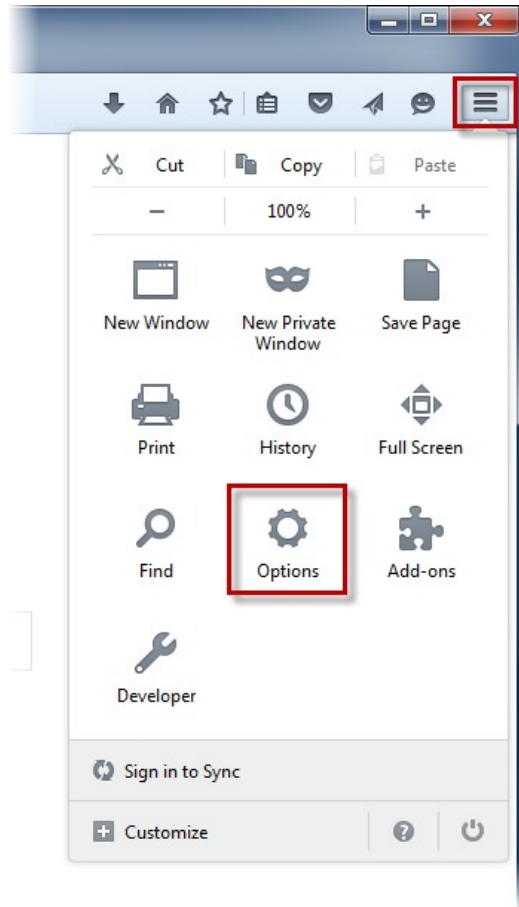 Cut Copy Paste
100%
New Window New Private Window Save Page
Print History Full Screen
Find Options Add-ons
Developer
Sign in to Sync
Customize